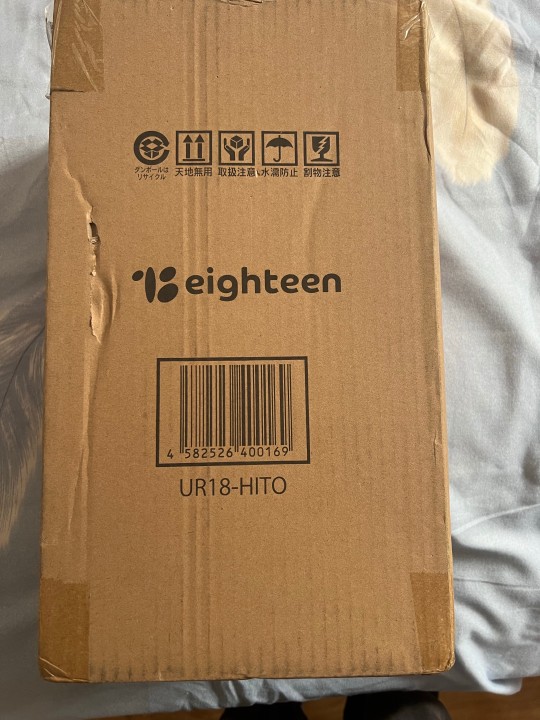 ダンボールは
リサイクル
天地無用 取扱注意 水濡防止 割物注意
eighteen
4 582526 400169
UR18-HITO